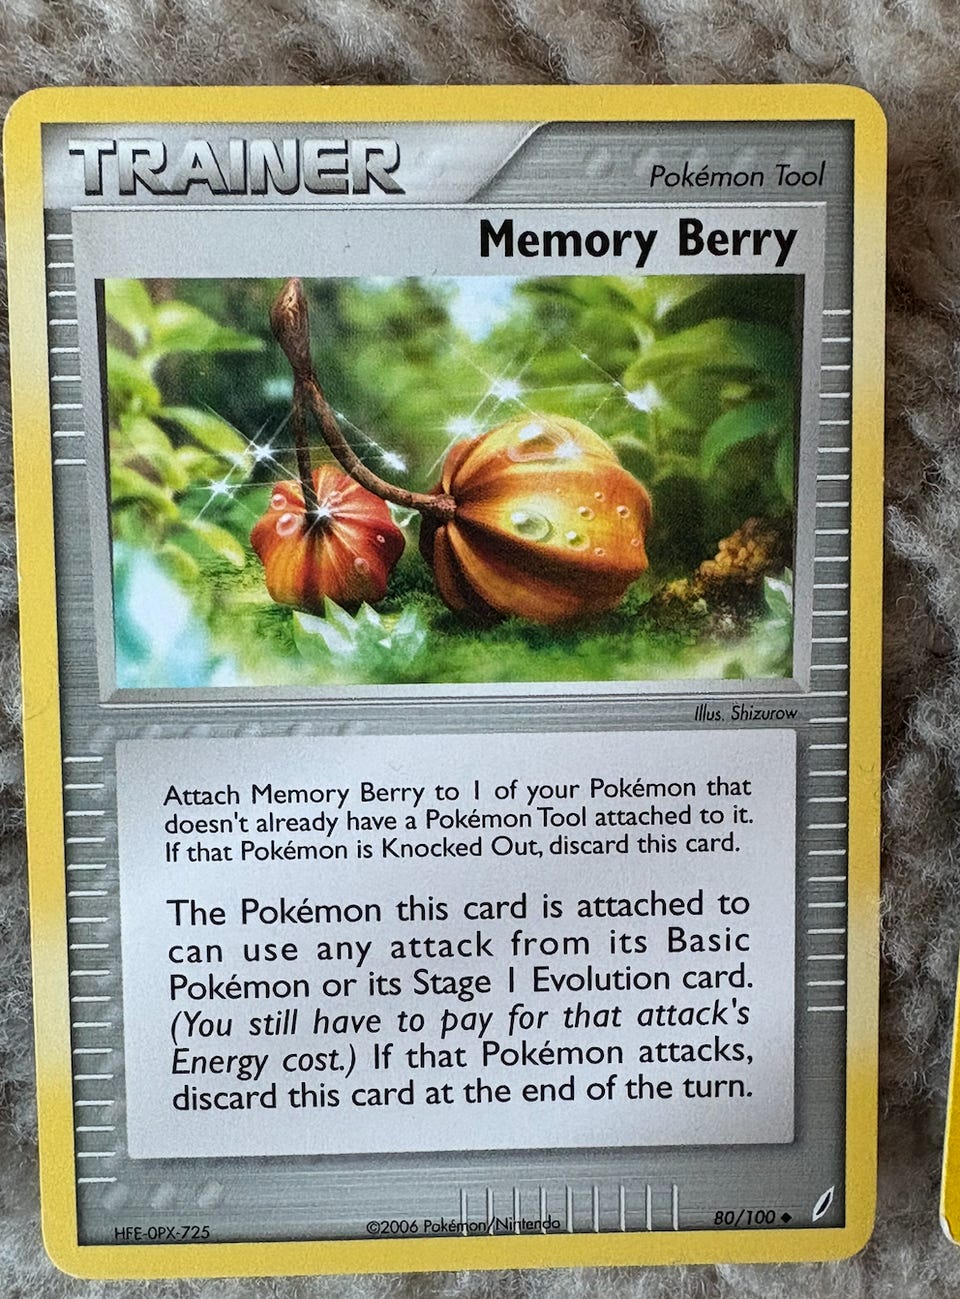 TRAINER
Pokémon Tool
Memory Berry
Illus. Shizurow
Attach Memory Berry to 1 of your Pokémon that
doesn't already have a Pokémon Tool attached to it.
If that Pokémon is Knocked Out, discard this card.
The Pokémon this card is attached to
can use any attack from its Basic
Pokémon or its Stage 1 Evolution card.
(You still have to pay for that attack's
Energy cost.) If that Pokémon attacks,
discard this card at the end of the turn.
HFE-0PX-725
©2006 Pokémon/Nintendo
80/100 ◆